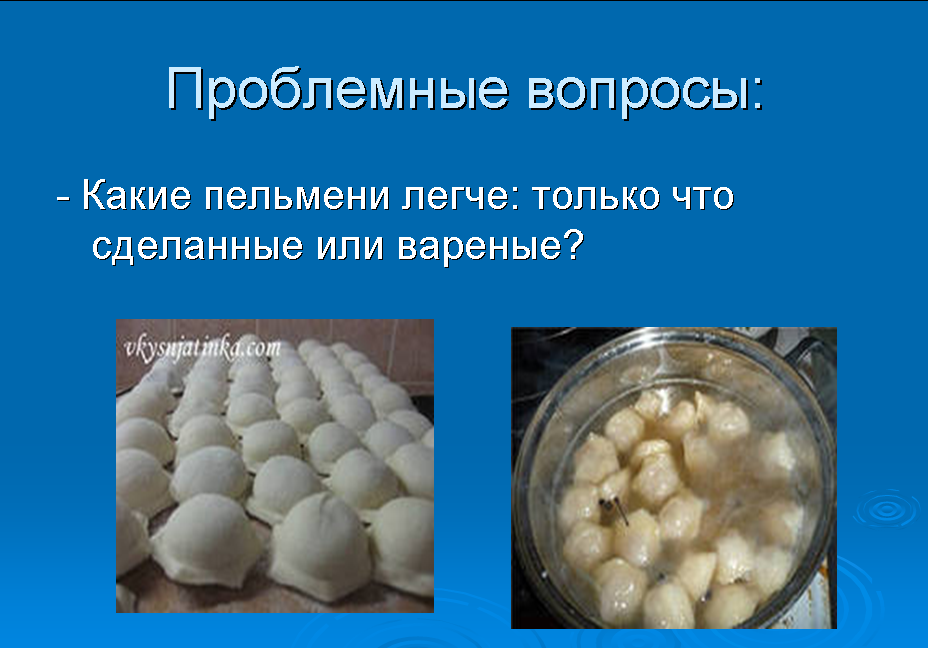 Проблемные вопросы:
- Какие пельмени легче: только что
сделанные или вареные?
vkysnjatinka.com